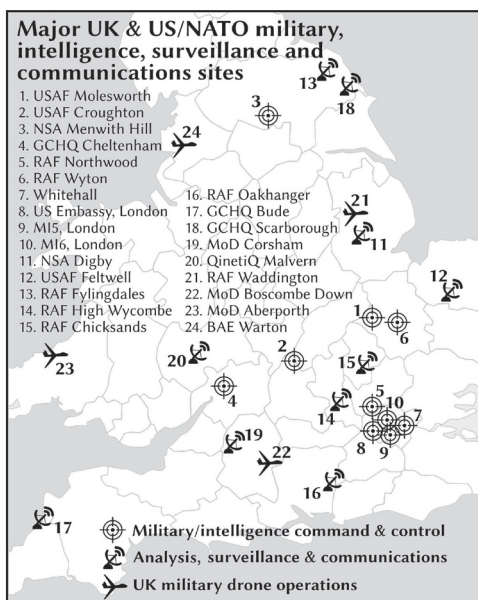 Major UK & US/NATO military,
intelligence, surveillance and
communications sites
1. USAF Molesworth
2. USAF Croughton
3. NSA Menwith Hill
4. GCHQ Cheltenham
5. RAF Northwood
6. RAF Wyton
7. Whitehall
8. US Embassy, London
9. MI5, London
10. MI6, London
11. NSA Digby
12. USAF Feltwell
13. RAF Fylingdales
14. RAF High Wycombe
15. RAF Chicksands
16. RAF Oakhanger
17. GCHQ Bude
18. GCHQ Scarborough
19. MoD Corsham
20. QinetiQ Malvern
21. RAF Waddington
22. MoD Boscombe Down
23. MoD Aberporth
24. BAE Warton
13
18
3
24
21
11
12
1
6
2
15
20
23
4
14
5
10
7
8
9
19
22
16
17
Military/intelligence command & control
Analysis, surveillance & communications
UK military drone operations